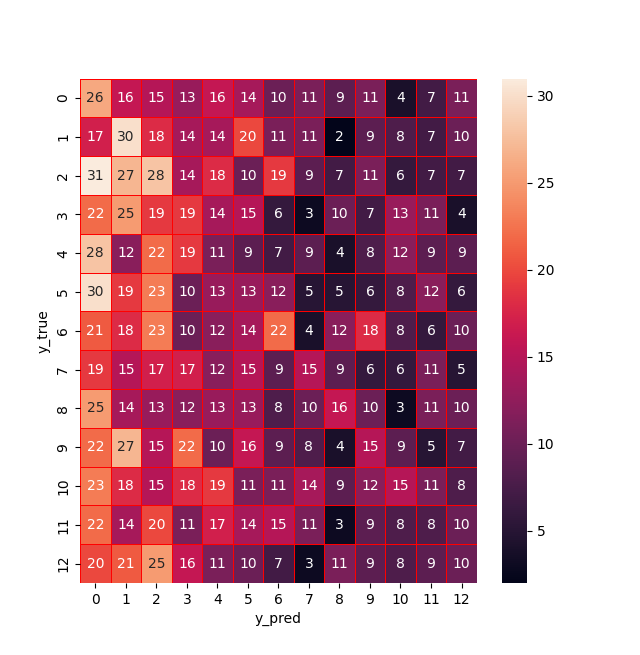 0 26 16 15 13 16 14 10 11 9 11 4 7 11
1 17 30 18 14 14 20 11 11 2 9 8 7 10
2 31 27 28 14 18 10 19 9 7 11 6 7 7
3 22 25 19 19 14 15 6 3 10 7 13 11 4
4 28 12 22 19 11 9 7 9 4 8 12 9 9
5 30 19 23 10 13 13 12 5 5 6 8 12 6
6 21 18 23 10 12 14 22 4 12 18 8 6 10
7 19 15 17 17 12 15 9 15 9 6 6 11 5
8 25 14 13 12 13 13 8 10 16 10 3 11 10
9 22 27 15 22 10 16 9 8 4 15 9 5 7
10 23 18 15 18 19 11 11 14 9 12 15 11 8
11 22 14 20 11 17 14 15 11 3 9 8 8 10
12 20 21 25 16 11 10 7 3 11 9 8 9 10
0 1 2 3 4 5 6 7 8 9 10 11 12
y_pred
y_true
30
25
20
15
10
5